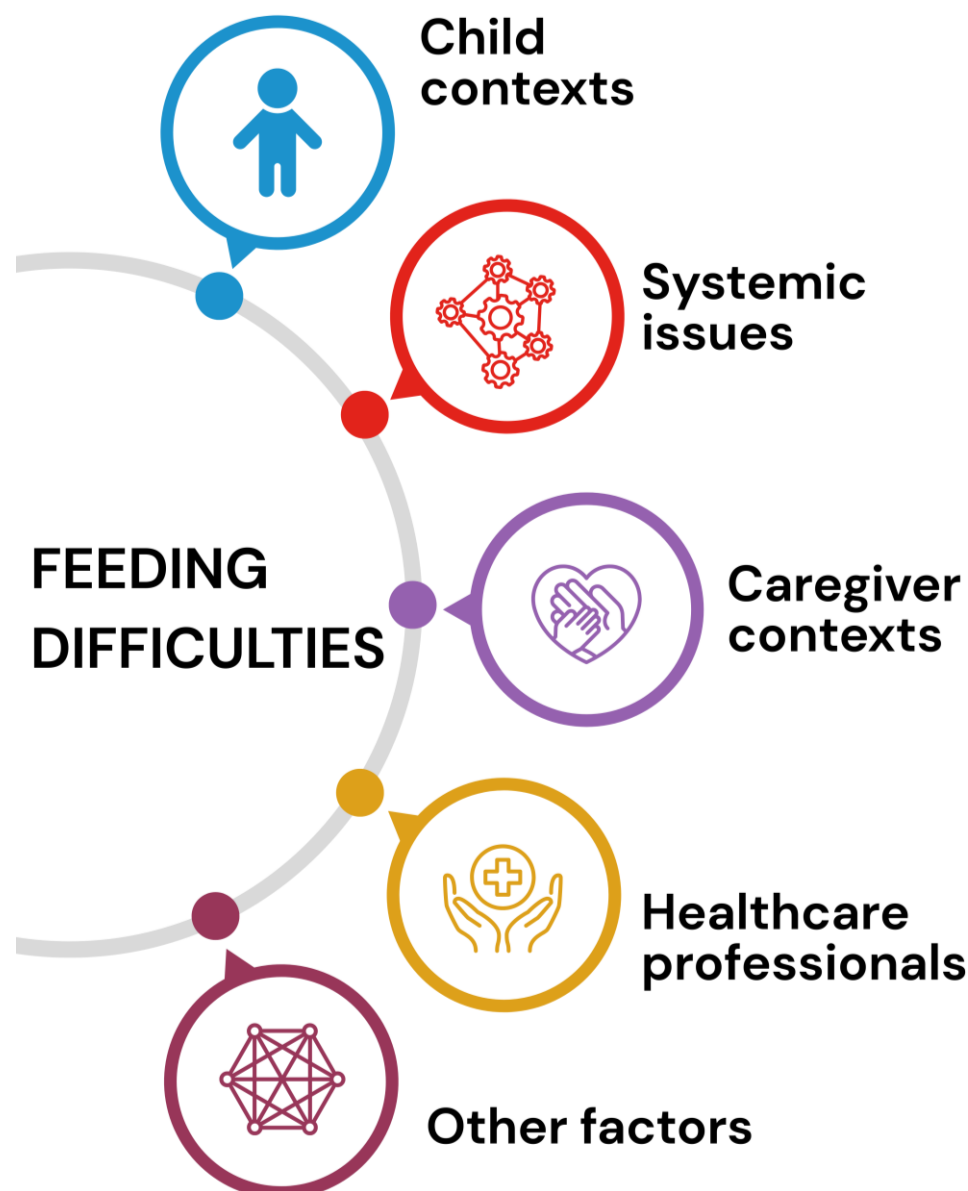 Child
contexts
Systemic
issues
FEEDING
DIFFICULTIES
Caregiver
contexts
Healthcare
professionals
Other factors